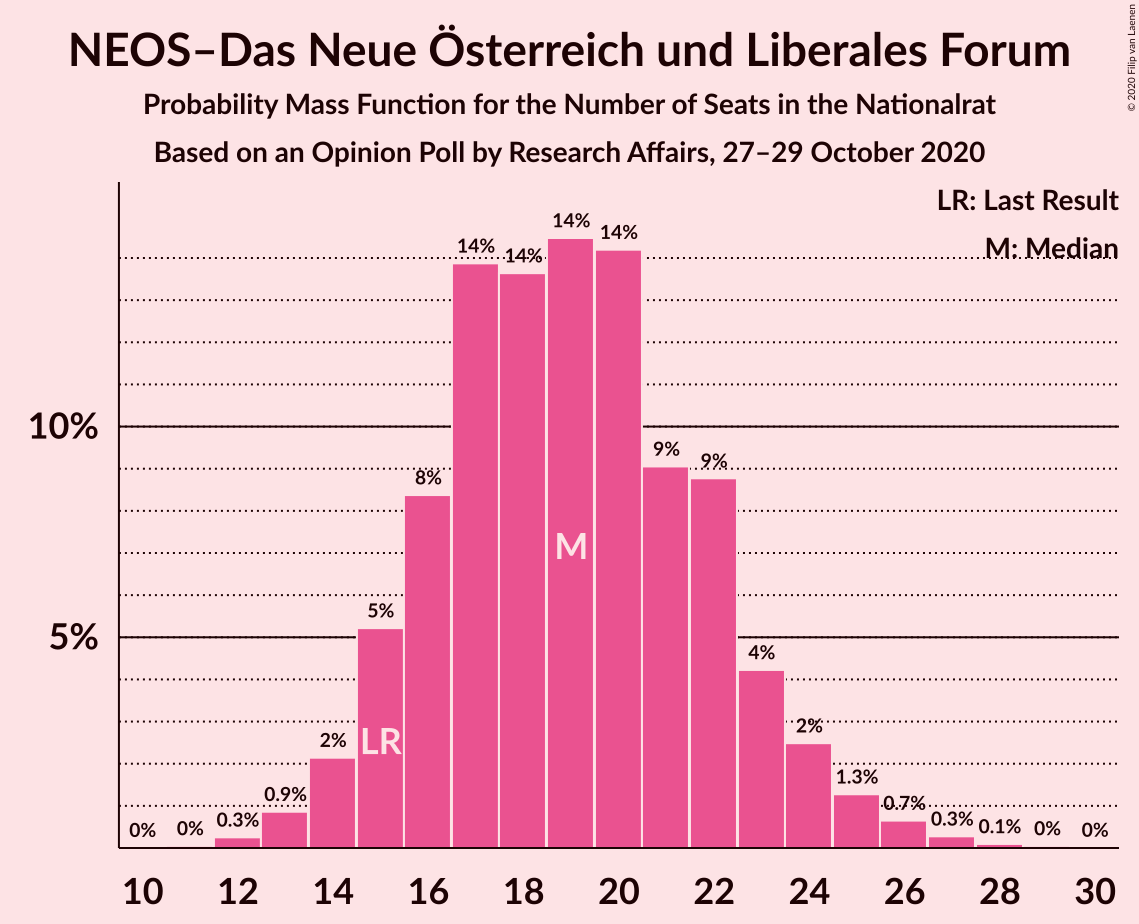 NEOS–Das Neue Österreich und Liberales Forum
Probability Mass Function for the Number of Seats in the Nationalrat
Based on an Opinion Poll by Research Affairs, 27–29 October 2020
© 2020 Filip van Laenen
LR: Last Result
M: Median
10%
5%
0%
0%
0.3%
0.9%
2%
5%
8%
14%
14%
14%
14%
9%
9%
4%
2%
1.3%
0.7%
0.3%
0.1%
0%
0%
LR
M
10 12 14 16 18 20 22 24 26 28 30